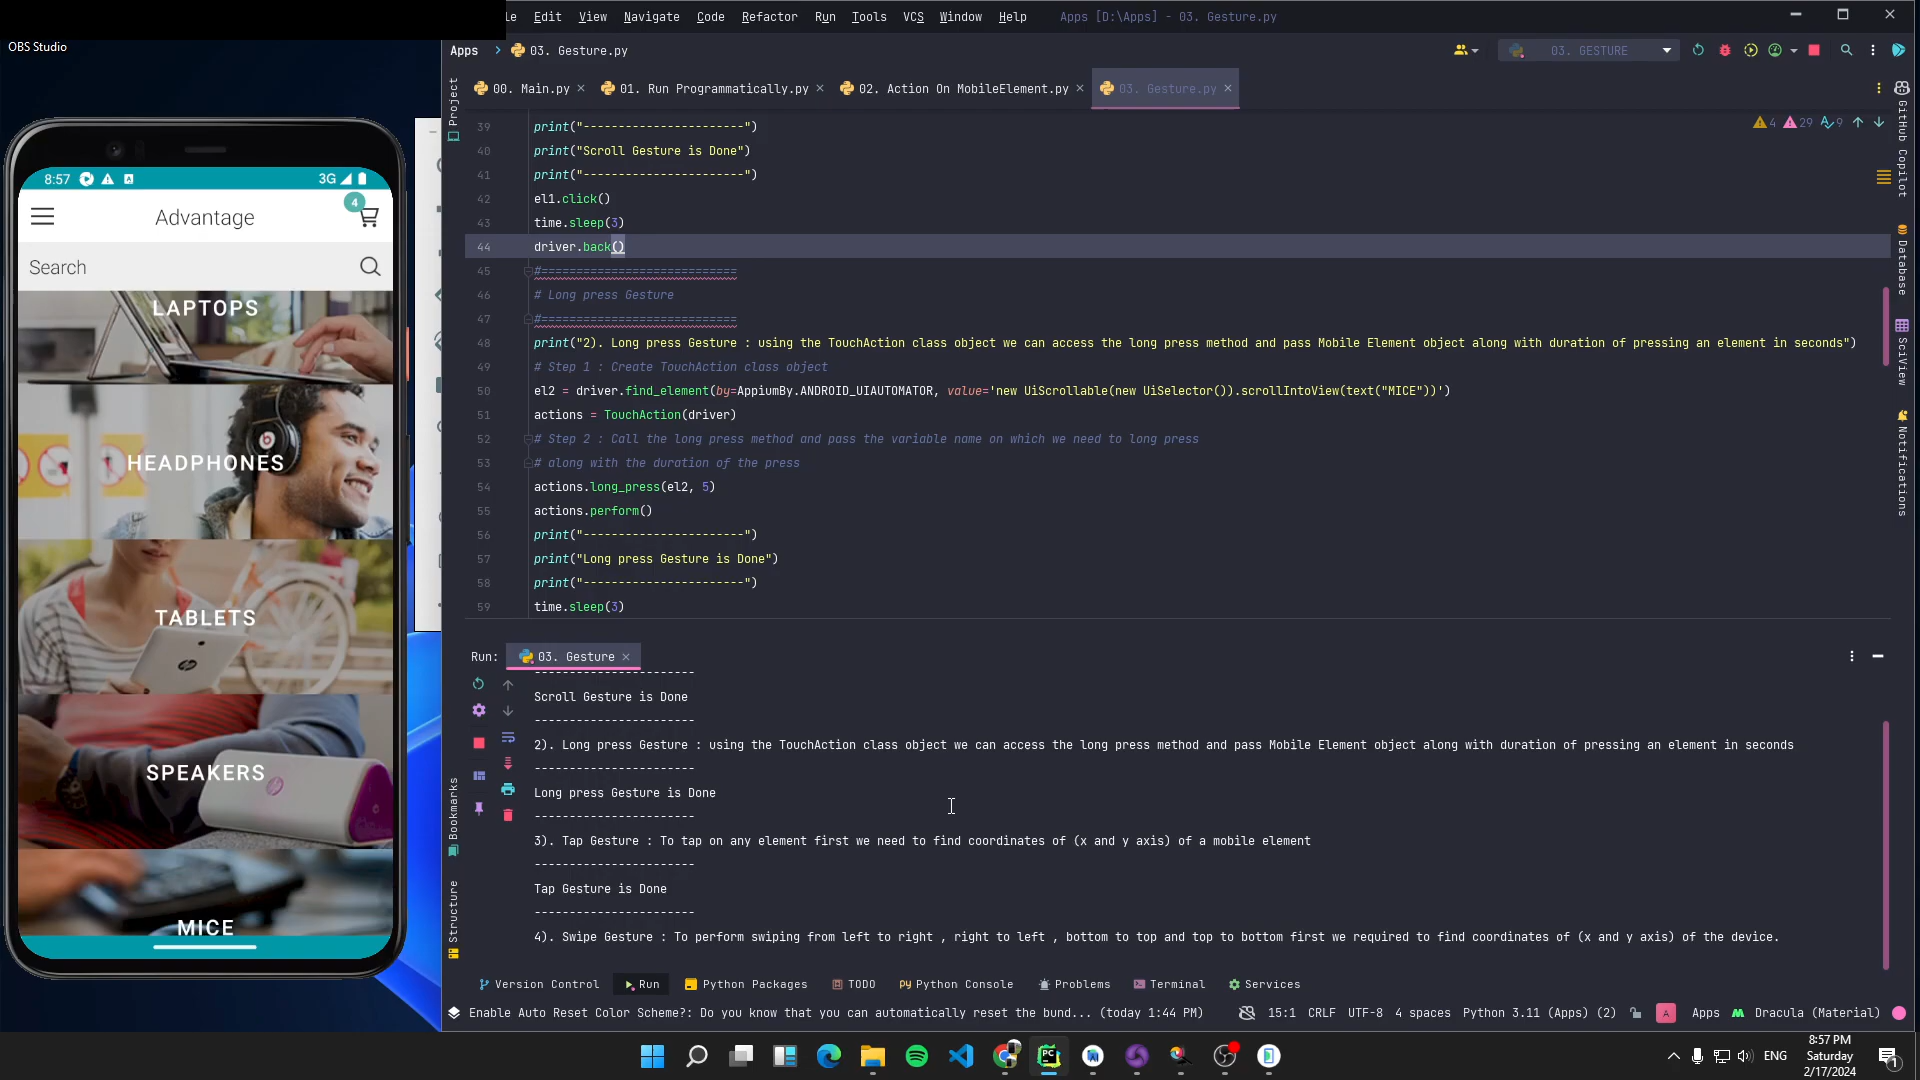 OBS Studio
Edit View Navigate Code Refactor Run Tools VCS Window Help Apps [D:\Apps] - 03. Gesture.py
Apps > 03. Gesture.py
03. GESTURE
00. Main.py
01. Run Programmatically.py
02. Action On MobileElement.py
03. Gesture.py
4 29 9
Project
39 print("-----------------------")
40 print("Scroll Gesture is Done")
41 print("-----------------------")
42 el1.click()
43 time.sleep(3)
44 driver.back()
45 #============================
46 # Long press Gesture
47 #============================
48 print("2). Long press Gesture : using the TouchAction class object we can access the long press method and pass Mobile Element object along with duration of pressing an element in seconds")
49 # Step 1 : Create TouchAction class object
50 el2 = driver.find_element(by=AppiumBy.ANDROID_UIAUTOMATOR, value='new UiScrollable(new UiSelector()).scrollIntoView(text("MICE"))')
51 actions = TouchAction(driver)
52 # Step 2 : Call the long press method and pass the variable name on which we need to long press
53 # along with the duration of the press
54 actions.long_press(el2, 5)
55 actions.perform()
56 print("-----------------------")
57 print("Long press Gesture is Done")
58 print("-----------------------")
59 time.sleep(3)
GitHub Copilot
Database
SciView
Notifications
8:57 3G
4
Advantage
Search
LAPTOPS
HEADPHONES
TABLETS
SPEAKERS
MICE
Run: 03. Gesture
-----------------------
Scroll Gesture is Done
-----------------------
2). Long press Gesture : using the TouchAction class object we can access the long press method and pass Mobile Element object along with duration of pressing an element in seconds
-----------------------
Long press Gesture is Done
-----------------------
3). Tap Gesture : To tap on any element first we need to find coordinates of (x and y axis) of a mobile element
-----------------------
Tap Gesture is Done
-----------------------
4). Swipe Gesture : To perform swiping from left to right , right to left , bottom to top and top to bottom first we required to find coordinates of (x and y axis) of the device.
Bookmarks
Structure
Version Control Run Python Packages TODO Python Console Problems Terminal Services
Enable Auto Reset Color Scheme?: Do you know that you can automatically reset the bund... (today 1:44 PM) 15:1 CRLF UTF-8 4 spaces Python 3.11 (Apps) (2) A Apps Dracula (Material)
PC
ENG
8:57 PM
Saturday
2/17/2024
1